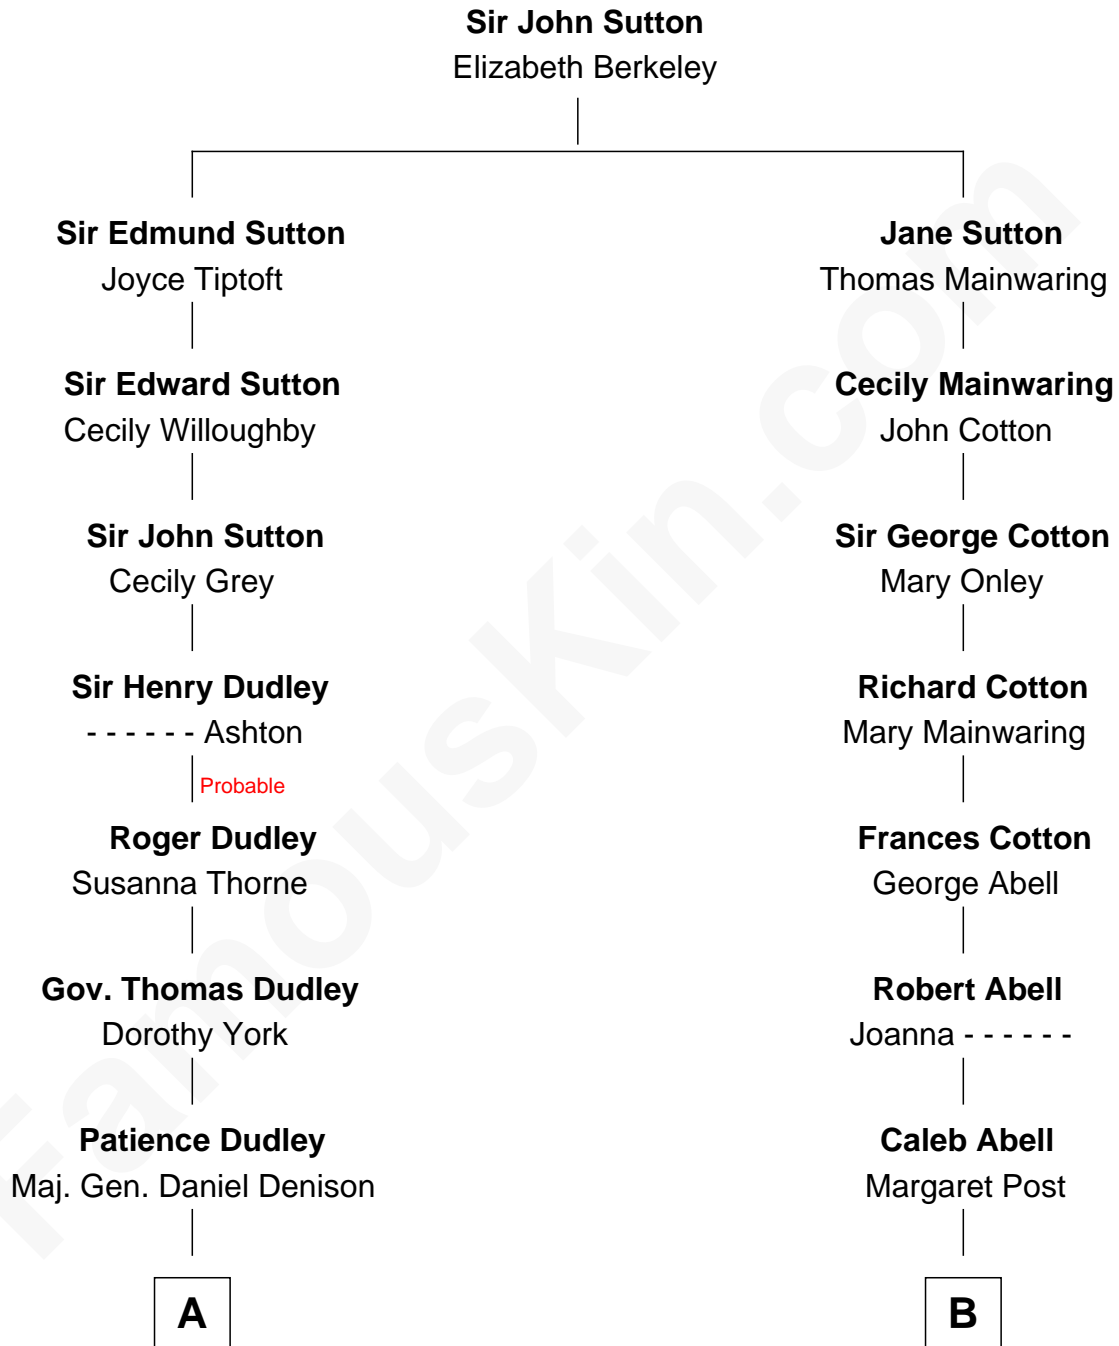 Sir John Sutton
Elizabeth Berkeley
Sir Edmund Sutton
Joyce Tiptoft
Jane Sutton
Thomas Mainwaring
Sir Edward Sutton
Cecily Willoughby
Cecily Mainwaring
John Cotton
Sir John Sutton
Cecily Grey
Sir George Cotton
Mary Onley
Sir Henry Dudley
- - - - - - Ashton
Richard Cotton
Mary Mainwaring
Probable
Roger Dudley
Susanna Thorne
Frances Cotton
George Abell
Gov. Thomas Dudley
Dorothy York
Robert Abell
Joanna - - - - - -
Patience Dudley
Maj. Gen. Daniel Denison
Caleb Abell
Margaret Post
A
B
FamousKin.com